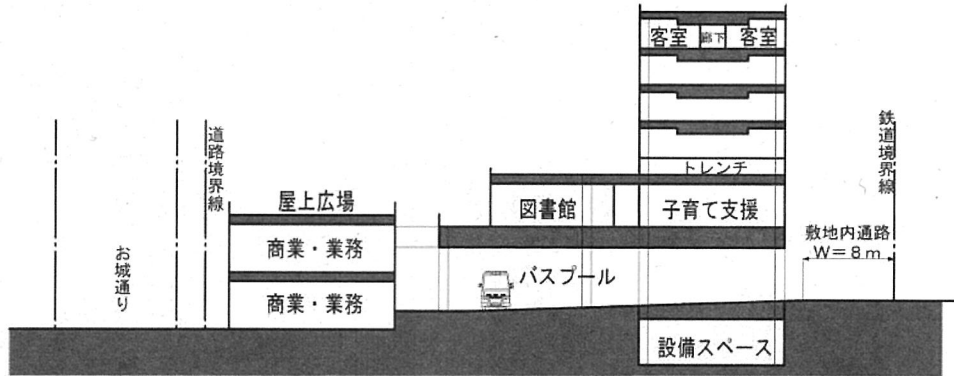 客室 廊下 客室
道路境界線
鉄道境界線
トレンチ
屋上広場
図書館
子育て支援
敷地内通路
W=8m
お城通り
商業・業務
バスプール
商業・業務
設備スペース